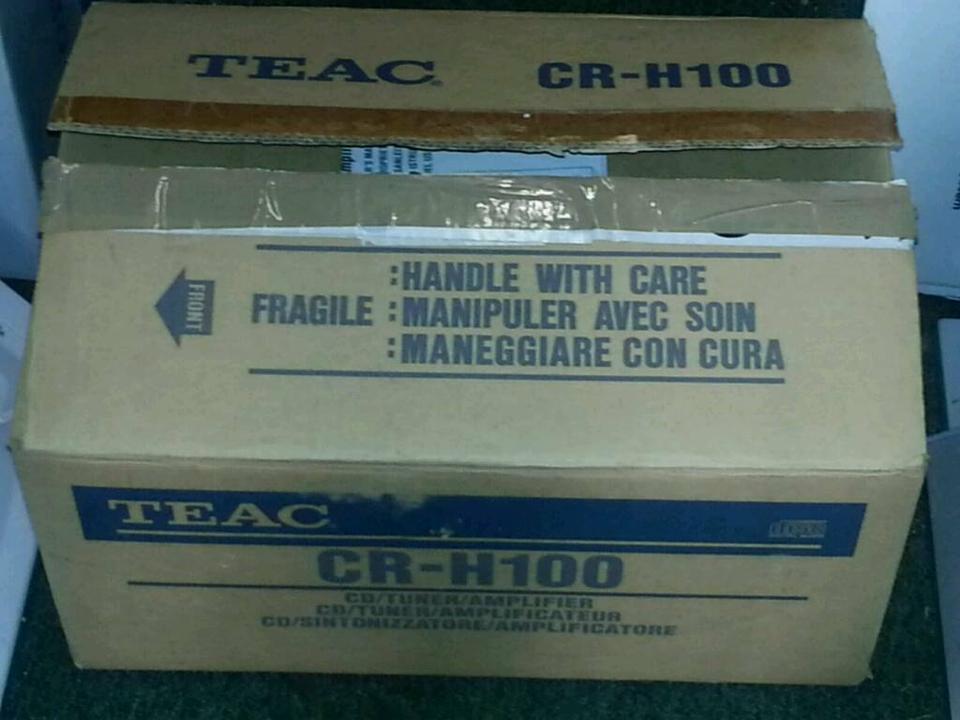 TEAC CR-H100
FRONT
FRAGILE
:HANDLE WITH CARE
:MANIPULER AVEC SOIN
:MANEGGIARE CON CURA
TEAC
disc
CR-H100
CD/TUNER/AMPLIFIER
CD/TUNER/AMPLIFICATEUR
CD/SINTONIZZATORE/AMPLIFICATORE